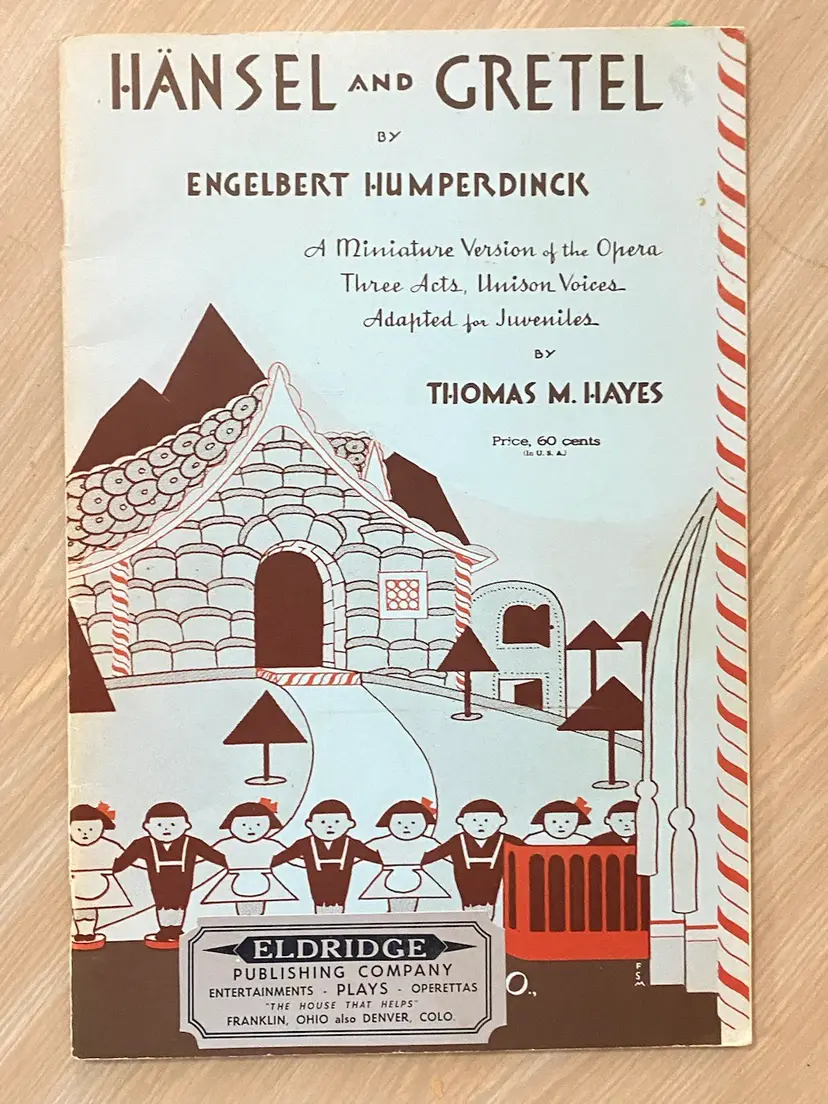 HÄNSEL AND GRETEL
BY
ENGELBERT HUMPERDINCK
A Miniature Version of the Opera
Three Acts, Unison Voices
Adapted for Juveniles
BY
THOMAS M. HAYES
Price, 60 cents
(In U. S. A.)
ELDRIDGE
PUBLISHING COMPANY
ENTERTAINMENTS - PLAYS - OPERETTAS
"THE HOUSE THAT HELPS"
FRANKLIN, OHIO also DENVER, COLO.
O.,
FSM